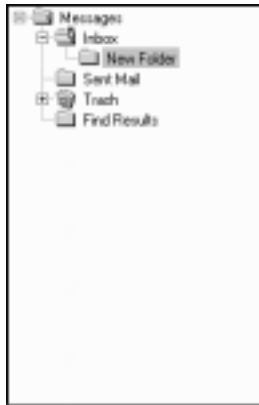 Messages
Inbox
New Folder
Sent Mail
Trash
Find Results